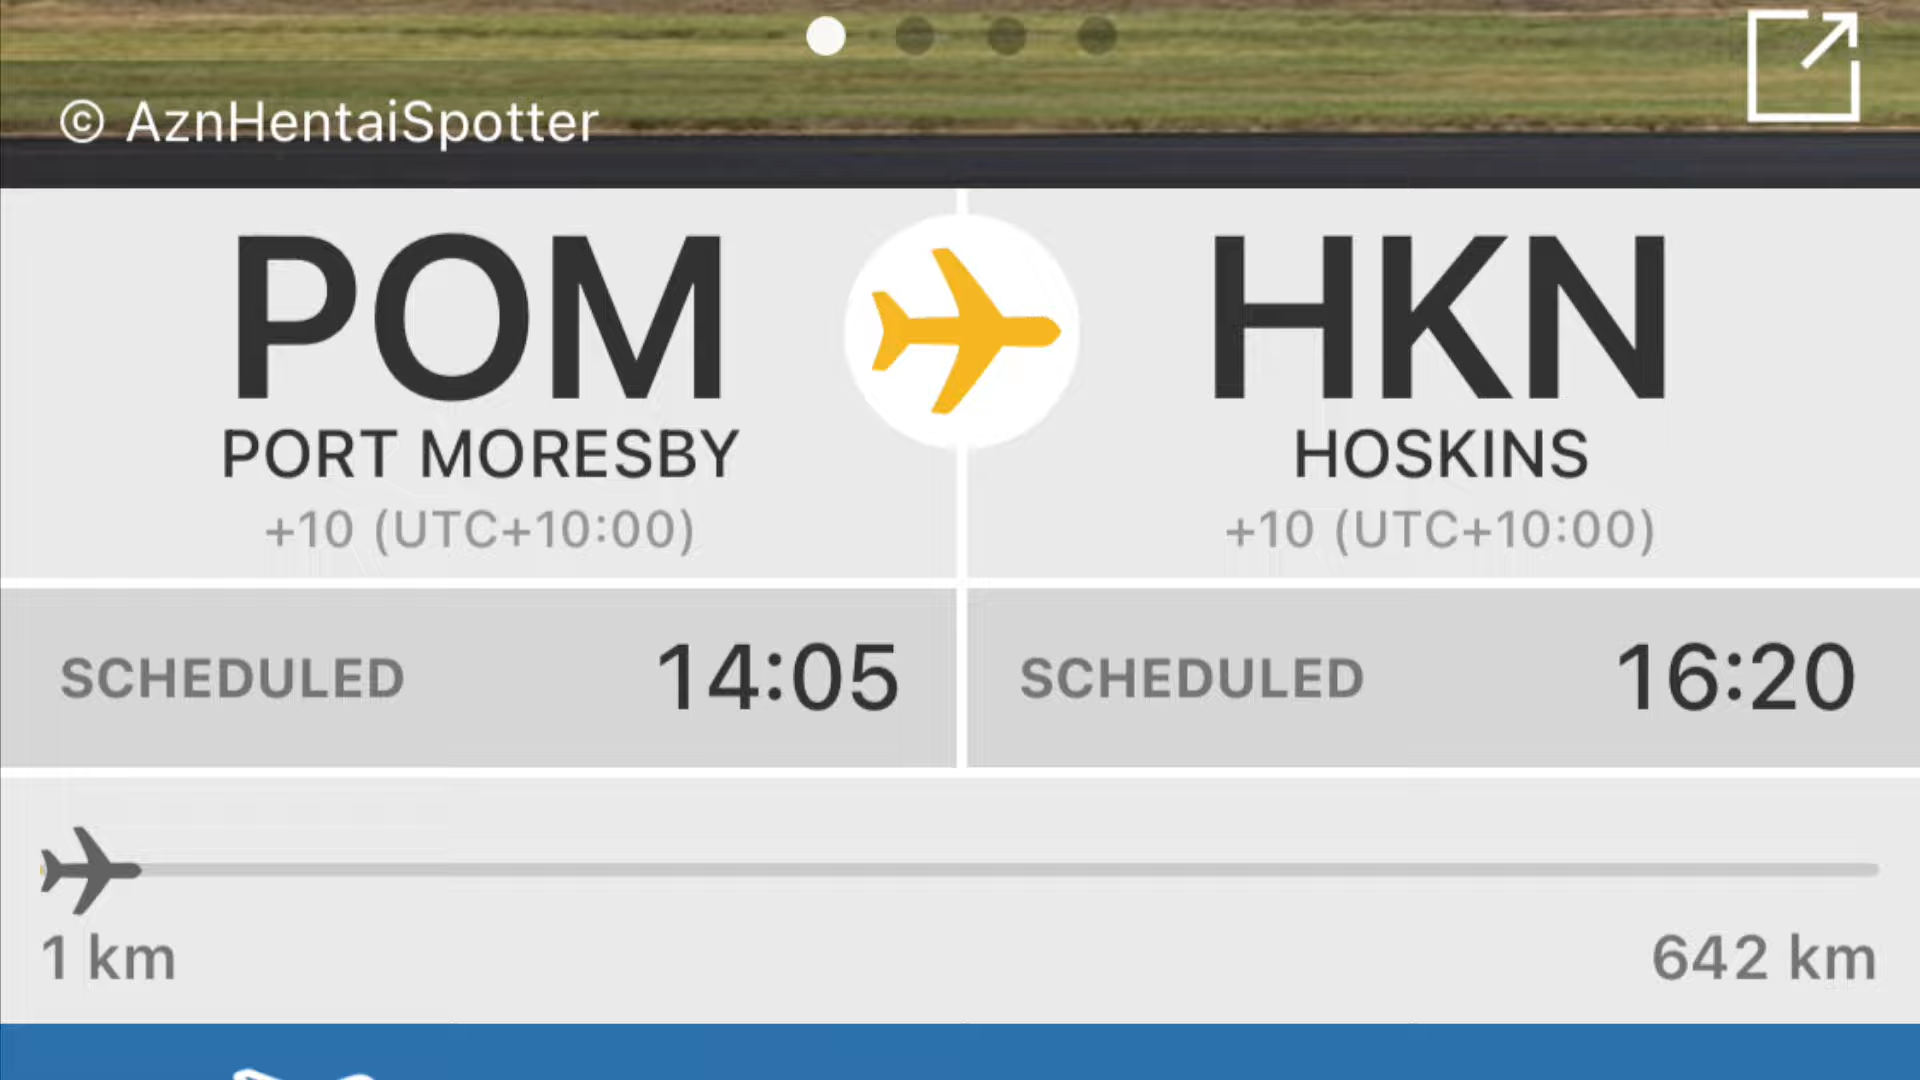 © AznHentaiSpotter
POM
HKN
PORT MORESBY
HOSKINS
+10 (UTC+10:00)
+10 (UTC+10:00)
SCHEDULED 14:05
SCHEDULED 16:20
1 km
642 km